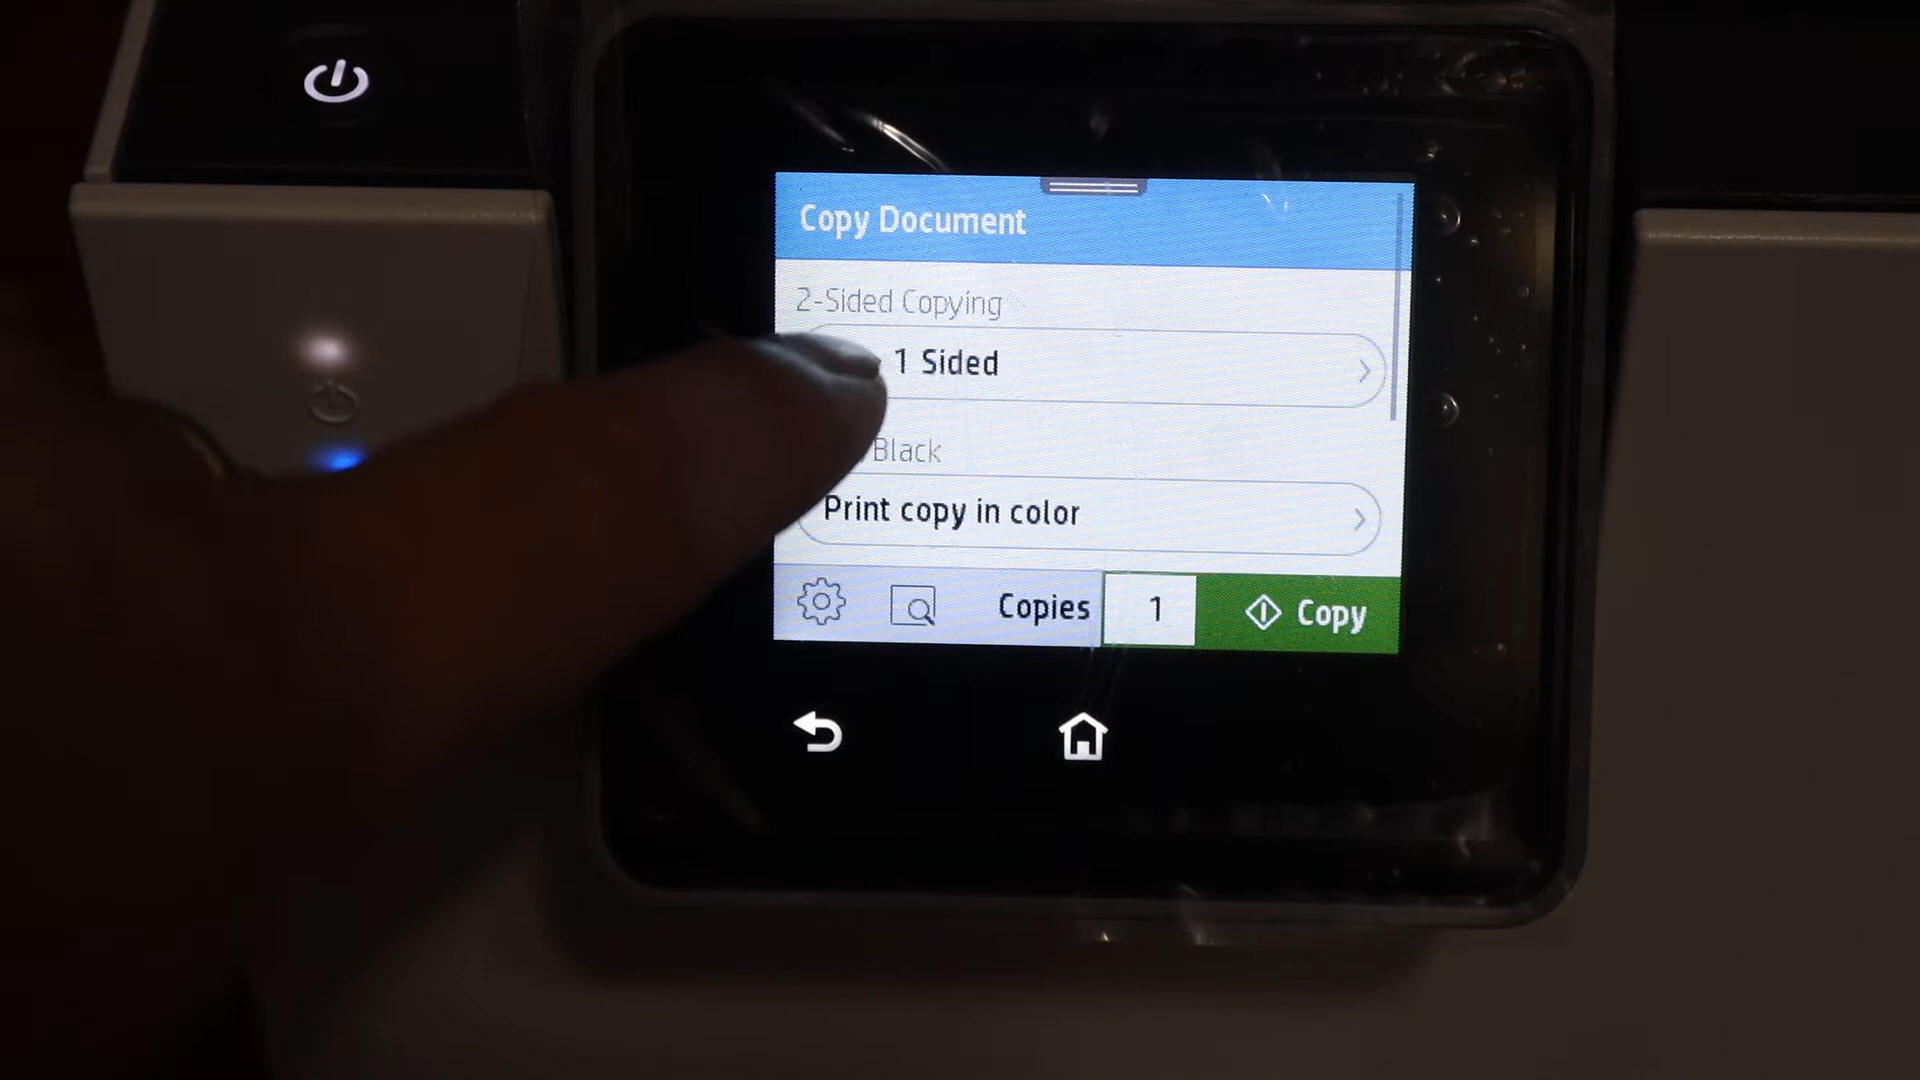 Copy Document
2-Sided Copying
1 Sided
Black
Print copy in color
Copies 1 Copy